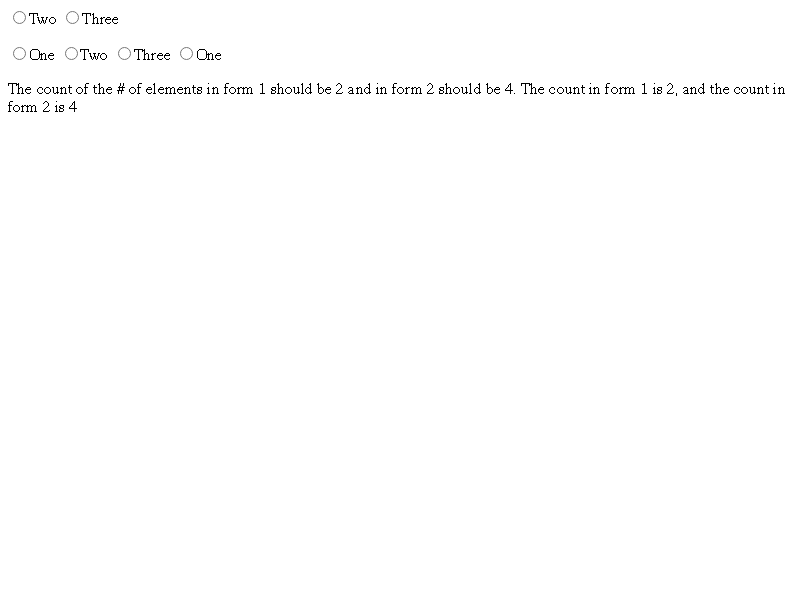 Two Three
One Two Three One
The count of the # of elements in form 1 should be 2 and in form 2 should be 4. The count in form 1 is 2, and the count in
form 2 is 4